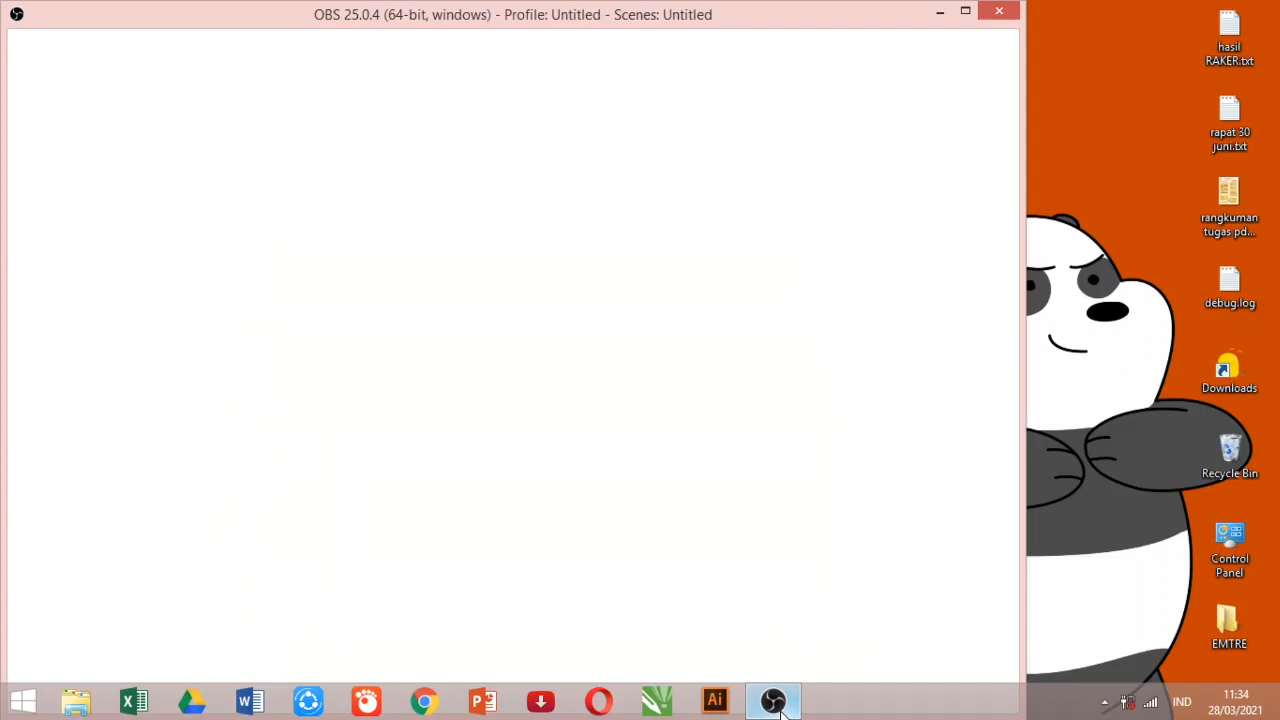 OBS 25.0.4 (64-bit, windows) - Profile: Untitled - Scenes: Untitled
hasil
RAKER.txt
rapat 30
juni.txt
rangkuman
tugas pd...
debug.log
Downloads
Recycle Bin
Control
Panel
EMTRE
Ai
IND
11:34
28/03/2021